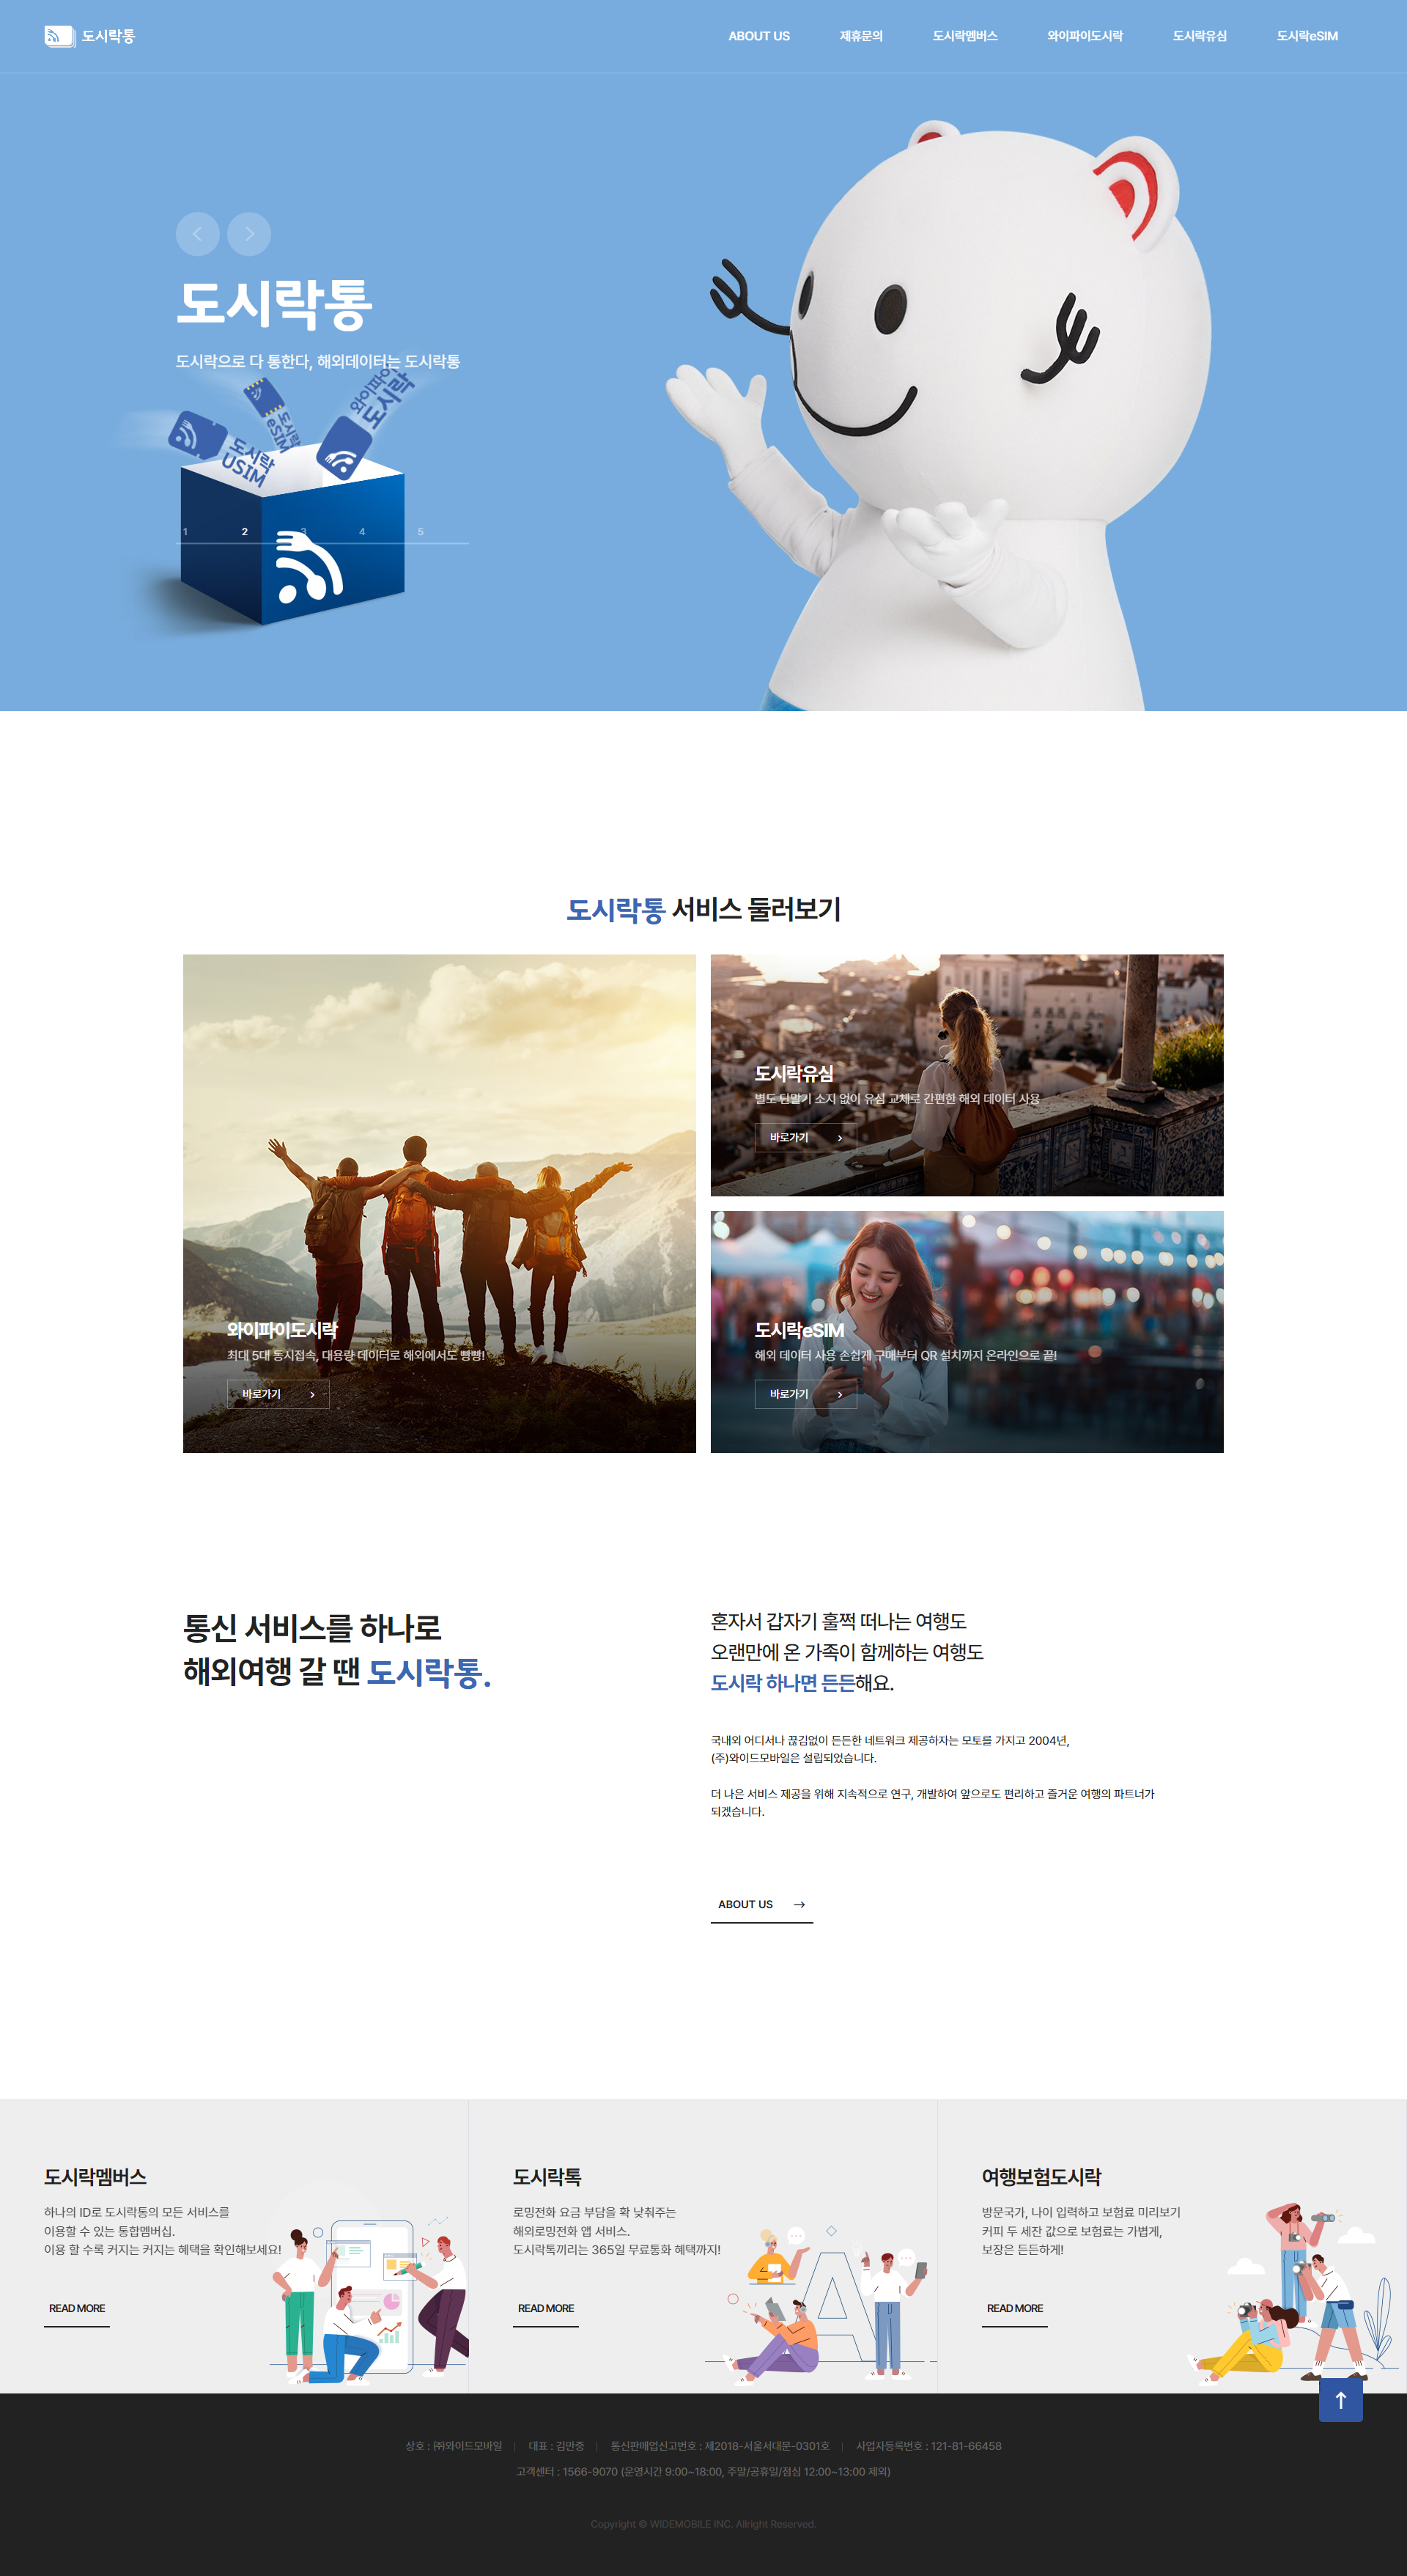 도시락통
ABOUT US
제휴문의
도시락멤버스
와이파이도시락
도시락유심
도시락eSIM
도시락통
도시락으로 다 통한다, 해외데이터는 도시락통
도시락
USIM
도시락
eSIM
와이파이
도시락
1 2 3 4 5
도시락통 서비스 둘러보기
와이파이도시락
최대 5대 동시접속, 대용량 데이터로 해외에서도 빵빵!
바로가기
도시락유심
별도 단말기 소지 없이 유심 교체로 간편한 해외 데이터 사용
바로가기
도시락eSIM
해외 데이터 사용 손쉽게 구매부터 QR 설치까지 온라인으로 끝!
바로가기
통신 서비스를 하나로
해외여행 갈 땐 도시락통.
혼자서 갑자기 훌쩍 떠나는 여행도
오랜만에 온 가족이 함께하는 여행도
도시락 하나면 든든해요.
국내외 어디서나 끊김없이 든든한 네트워크 제공하자는 모토를 가지고 2004년,
(주)와이드모바일은 설립되었습니다.
더 나은 서비스 제공을 위해 지속적으로 연구, 개발하여 앞으로도 편리하고 즐거운 여행의 파트너가
되겠습니다.
ABOUT US
도시락멤버스
하나의 ID로 도시락통의 모든 서비스를
이용할 수 있는 통합멤버십.
이용 할 수록 커지는 커지는 혜택을 확인해보세요!
READ MORE
도시락톡
로밍전화 요금 부담을 확 낮춰주는
해외로밍전화 앱 서비스.
도시락톡끼리는 365일 무료통화 혜택까지!
READ MORE
여행보험도시락
방문국가, 나이 입력하고 보험료 미리보기
커피 두 세잔 값으로 보험료는 가볍게,
보장은 든든하게!
READ MORE
상호 : ㈜와이드모바일 | 대표 : 김만중 | 통신판매업신고번호 : 제2018-서울서대문-0301호 | 사업자등록번호 : 121-81-66458
고객센터 : 1566-9070 (운영시간 9:00~18:00, 주말/공휴일/점심 12:00~13:00 제외)
Copyright © WIDEMOBILE INC. Allright Reserved.